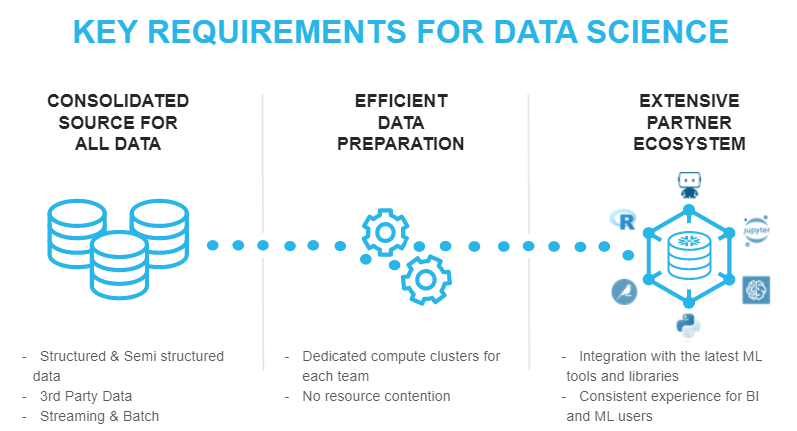 KEY REQUIREMENTS FOR DATA SCIENCE
CONSOLIDATED
SOURCE FOR
ALL DATA
- Structured & Semi structured
data
- 3rd Party Data
- Streaming & Batch
EFFICIENT
DATA
PREPARATION
- Dedicated compute clusters for
each team
- No resource contention
EXTENSIVE
PARTNER
ECOSYSTEM
R
jupyter
- Integration with the latest ML
tools and libraries
- Consistent experience for BI
and ML users